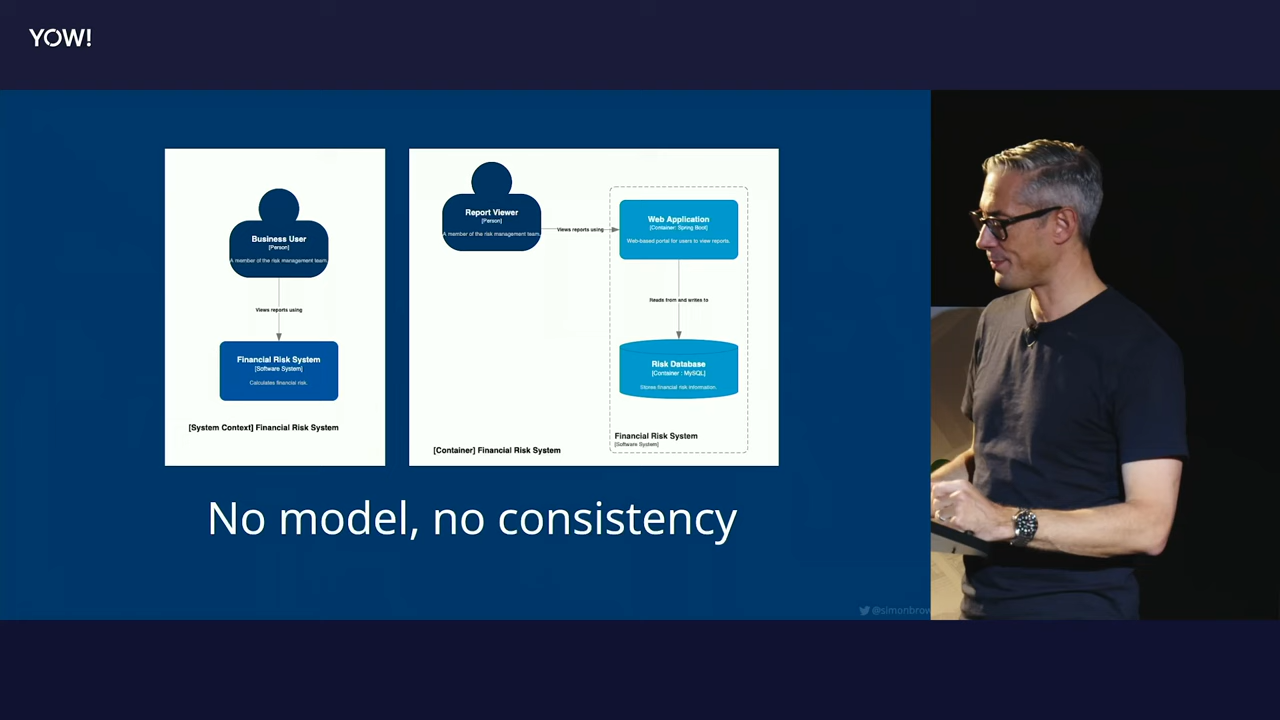 YOW!
Business User
[Person]
A member of the risk management team.
Views reports using
Financial Risk System
[Software System]
Calculates financial risk.
[System Context] Financial Risk System
Report Viewer
[Person]
A member of the risk management team.
Views reports using
Web Application
[Container: Spring Boot]
Web-based portal for users to view reports.
Reads from and writes to
Risk Database
[Container : MySQL]
Stores financial risk information.
Financial Risk System
[Software System]
[Container] Financial Risk System
No model, no consistency
@simonbrow